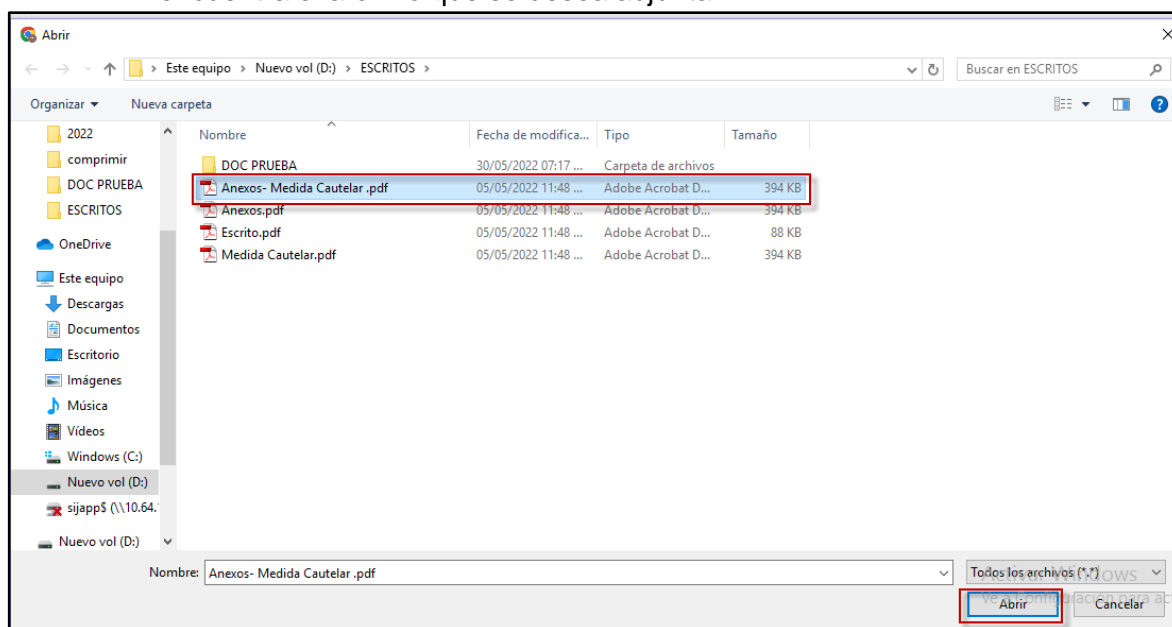 Abrir
Este equipo > Nuevo vol (D:) > ESCRITOS >
Buscar en ESCRITOS
Organizar
Nueva carpeta
2022
comprimir
DOC PRUEBA
ESCRITOS
OneDrive
Este equipo
Descargas
Documentos
Escritorio
Imágenes
Música
Vídeos
Windows (C:)
Nuevo vol (D:)
sijapp$ (\\10.64.
Nuevo vol (D:)
Nombre Fecha de modifica... Tipo Tamaño
DOC PRUEBA 30/05/2022 07:17 ... Carpeta de archivos
Anexos- Medida Cautelar .pdf 05/05/2022 11:48 ... Adobe Acrobat D... 394 KB
Anexos.pdf 05/05/2022 11:48 ... Adobe Acrobat D... 394 KB
Escrito.pdf 05/05/2022 11:48 ... Adobe Acrobat D... 88 KB
Medida Cautelar.pdf 05/05/2022 11:48 ... Adobe Acrobat D... 394 KB
Nombre: Anexos- Medida Cautelar .pdf
Todos los archivos (*.*)
Abrir
Cancelar